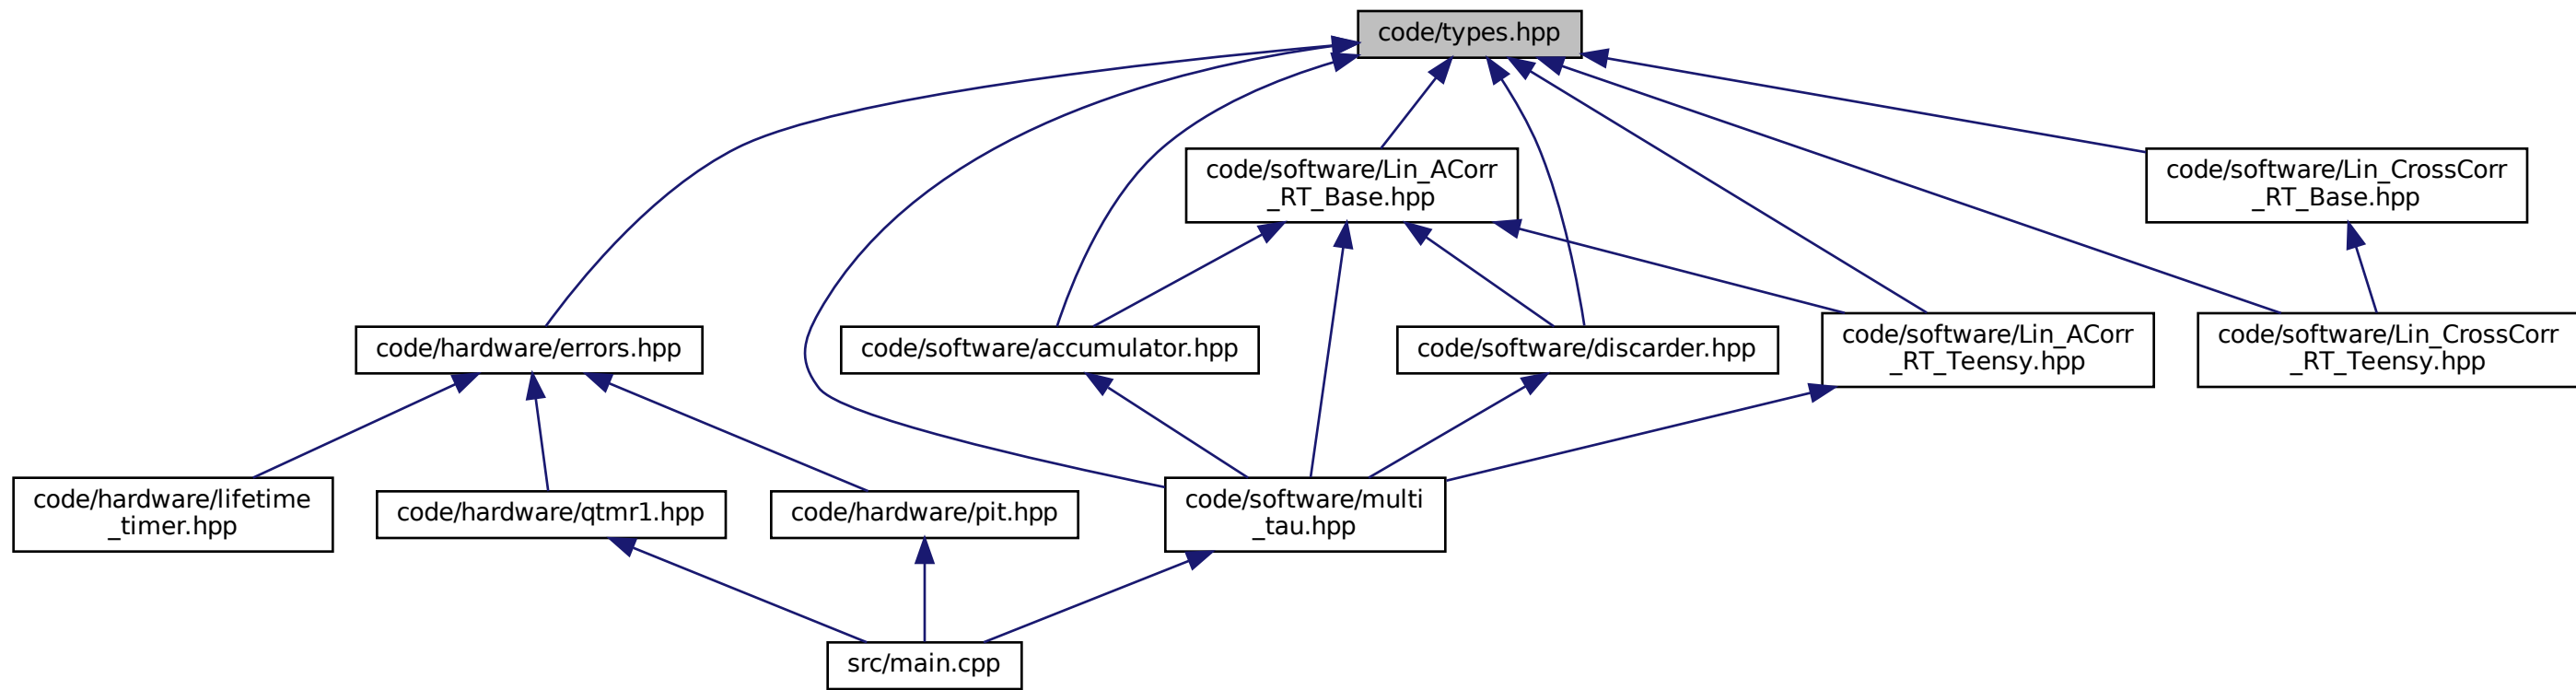 code/types.hpp
code/software/Lin_ACorr
_RT_Base.hpp
code/software/Lin_CrossCorr
_RT_Base.hpp
code/hardware/errors.hpp
code/software/accumulator.hpp
code/software/discarder.hpp
code/software/Lin_ACorr
_RT_Teensy.hpp
code/software/Lin_CrossCorr
_RT_Teensy.hpp
code/hardware/lifetime
_timer.hpp
code/hardware/qtmr1.hpp
code/hardware/pit.hpp
code/software/multi
_tau.hpp
src/main.cpp